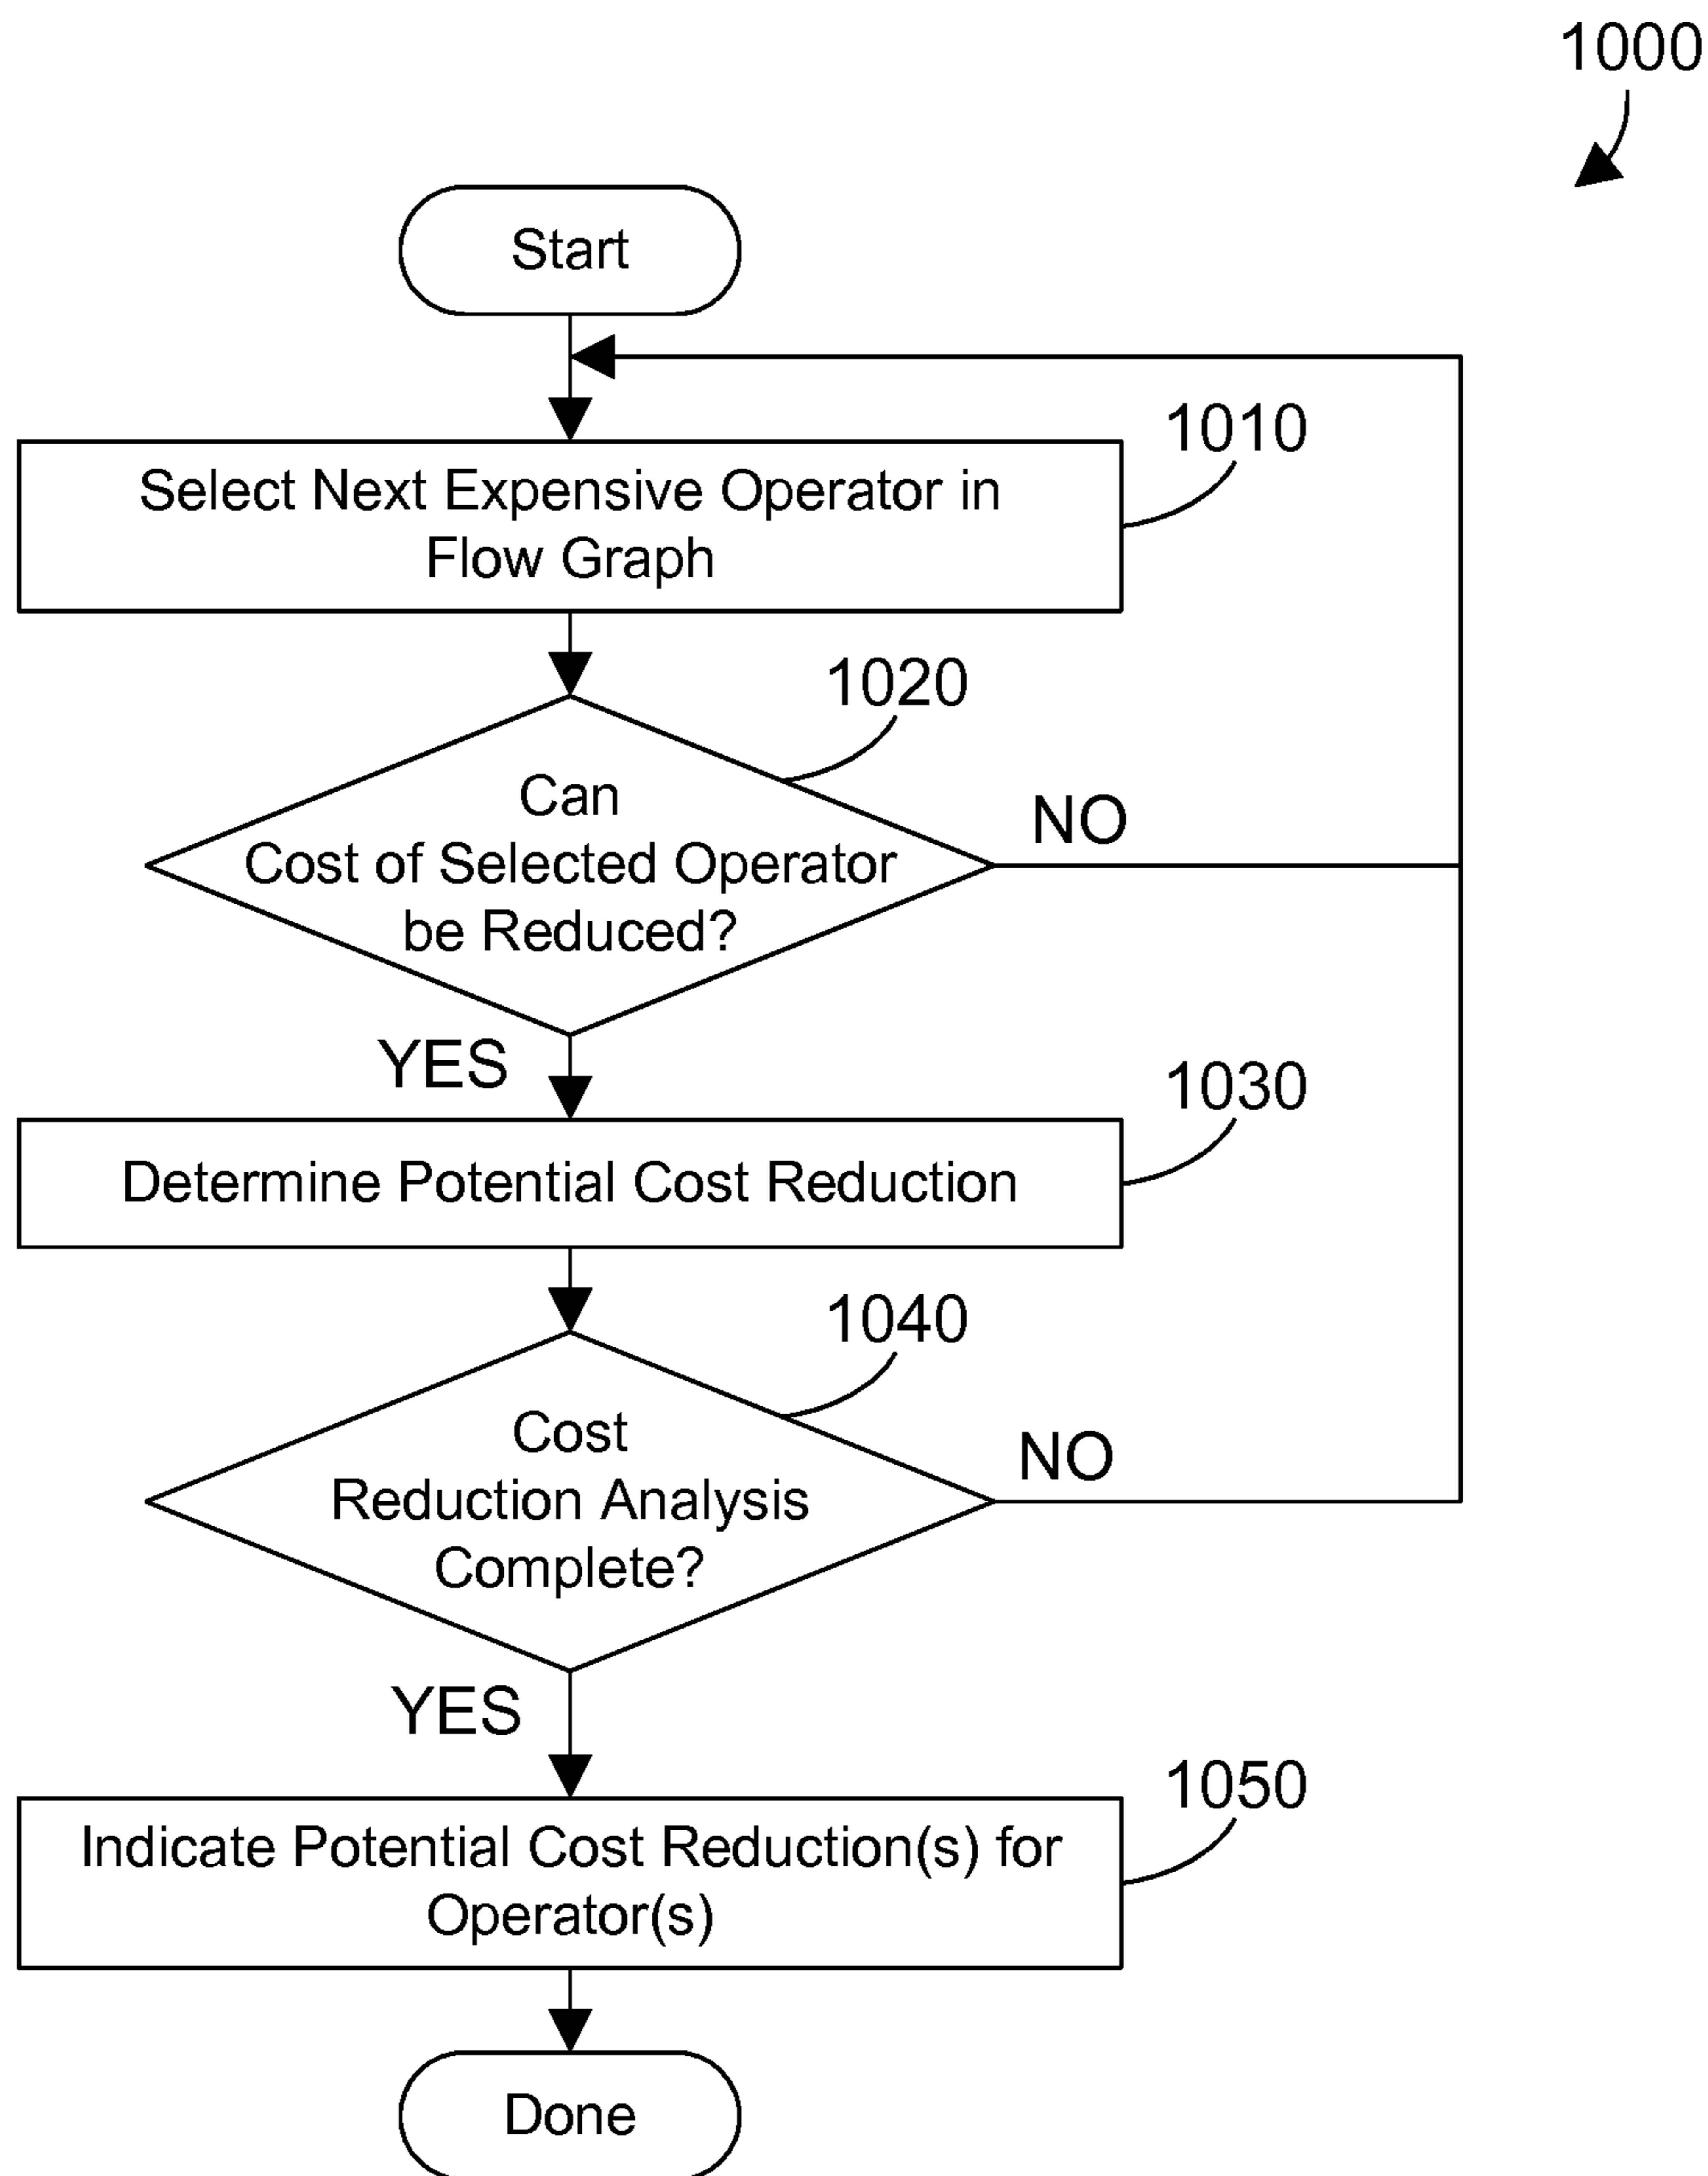 1000
Start
1010
Select Next Expensive Operator in
Flow Graph
1020
Can
Cost of Selected Operator
be Reduced?
NO
YES
1030
Determine Potential Cost Reduction
1040
Cost
Reduction Analysis
Complete?
NO
YES
1050
Indicate Potential Cost Reduction(s) for
Operator(s)
Done